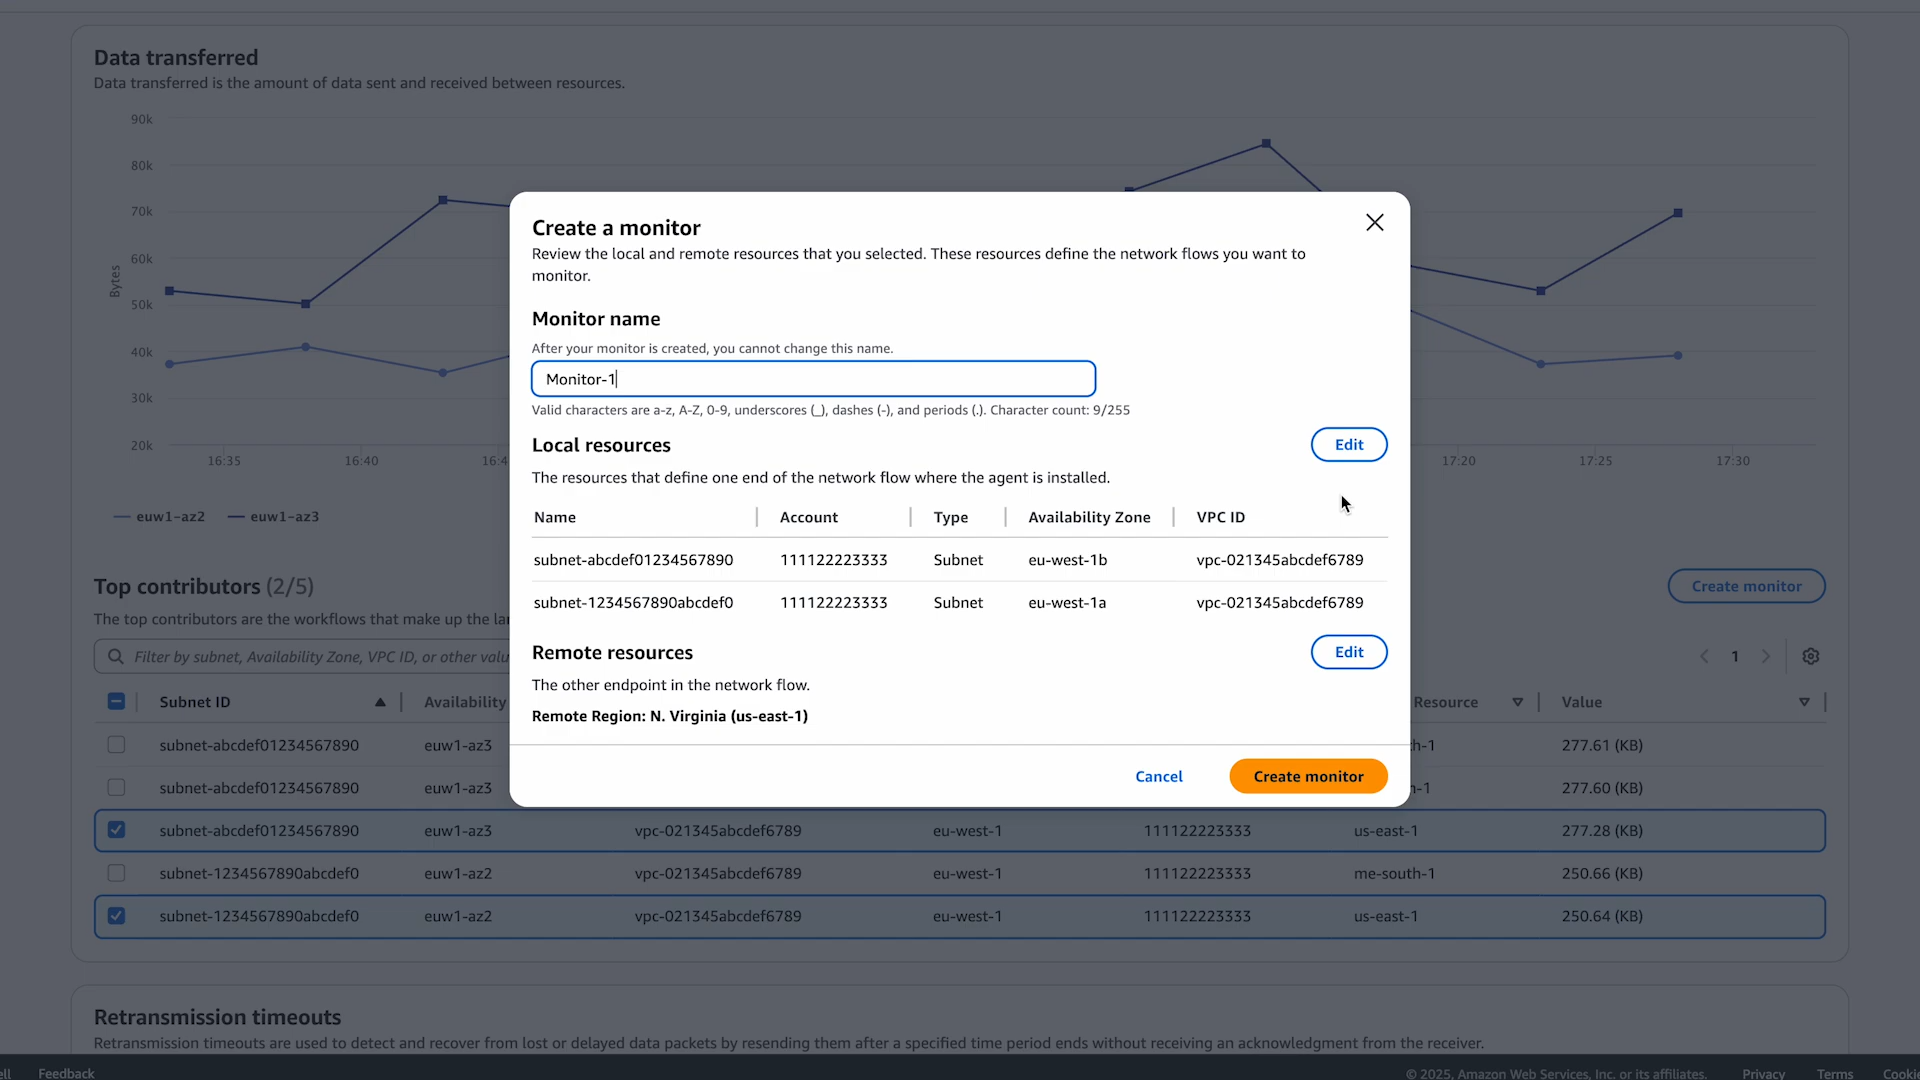 Data transferred
Data transferred is the amount of data sent and received between resources.
90k
80k
70k
60k
50k
40k
30k
20k
Bytes
16:35
16:40
16:4
17:20
17:25
17:30
euw1-az2
euw1-az3
Create a monitor
Review the local and remote resources that you selected. These resources define the network flows you want to
monitor.
Monitor name
After your monitor is created, you cannot change this name.
Monitor-1
Valid characters are a-z, A-Z, 0-9, underscores (_), dashes (-), and periods (.). Character count: 9/255
Local resources
Edit
The resources that define one end of the network flow where the agent is installed.
Name Account Type Availability Zone VPC ID
subnet-abcdef01234567890 111122223333 Subnet eu-west-1b vpc-021345abcdef6789
subnet-1234567890abcdef0 111122223333 Subnet eu-west-1a vpc-021345abcdef6789
Remote resources
Edit
The other endpoint in the network flow.
Remote Region: N. Virginia (us-east-1)
Cancel
Create monitor
Top contributors (2/5)
Create monitor
The top contributors are the workflows that make up the
Filter by subnet, Availability Zone, VPC ID, or other
1
Subnet ID Availability Resource Value
subnet-abcdef01234567890 euw1-az3 h-1 277.61 (KB)
subnet-abcdef01234567890 euw1-az3 -1 277.60 (KB)
subnet-abcdef01234567890 euw1-az3 vpc-021345abcdef6789 eu-west-1 111122223333 us-east-1 277.28 (KB)
subnet-1234567890abcdef0 euw1-az2 vpc-021345abcdef6789 eu-west-1 111122223333 me-south-1 250.66 (KB)
subnet-1234567890abcdef0 euw1-az2 vpc-021345abcdef6789 eu-west-1 111122223333 us-east-1 250.64 (KB)
Retransmission timeouts
Retransmission timeouts are used to detect and recover from lost or delayed data packets by resending them after a specified time period ends without receiving an acknowledgment from the receiver.
ell Feedback © 2025, Amazon Web Services, Inc. or its affiliates. Privacy Terms Cookie